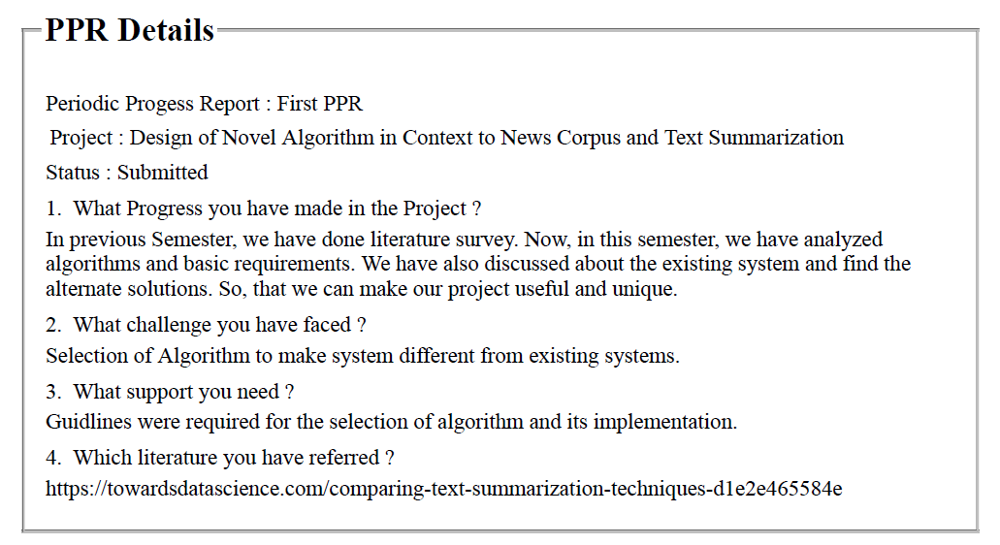 PPR Details
Periodic Progess Report : First PPR
Project : Design of Novel Algorithm in Context to News Corpus and Text Summarization
Status : Submitted
1. What Progress you have made in the Project ?
In previous Semester, we have done literature survey. Now, in this semester, we have analyzed
algorithms and basic requirements. We have also discussed about the existing system and find the
alternate solutions. So, that we can make our project useful and unique.
2. What challenge you have faced ?
Selection of Algorithm to make system different from existing systems.
3. What support you need ?
Guidlines were required for the selection of algorithm and its implementation.
4. Which literature you have referred ?
https://towardsdatascience.com/comparing-text-summarization-techniques-d1e2e465584e